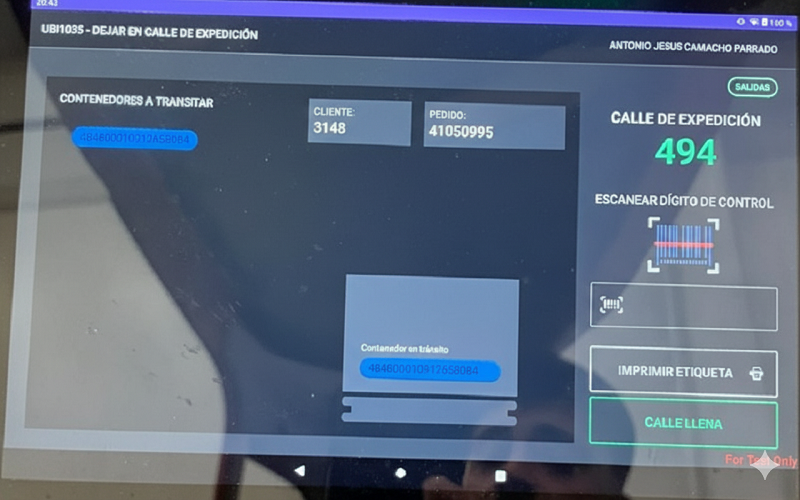 20:43
100 %
UBI1035 - DEJAR EN CALLE DE EXPEDICIÓN
ANTONIO JESUS CAMACHO PARRADO
SALIDAS
CONTENEDORES A TRANSITAR
CLIENTE:
3148
PEDIDO:
41050995
CALLE DE EXPEDICIÓN
494
ESCANEAR DÍGITO DE CONTROL
Contenedor en tránsito
IMPRIMIR ETIQUETA
CALLE LLENA
For Test Only